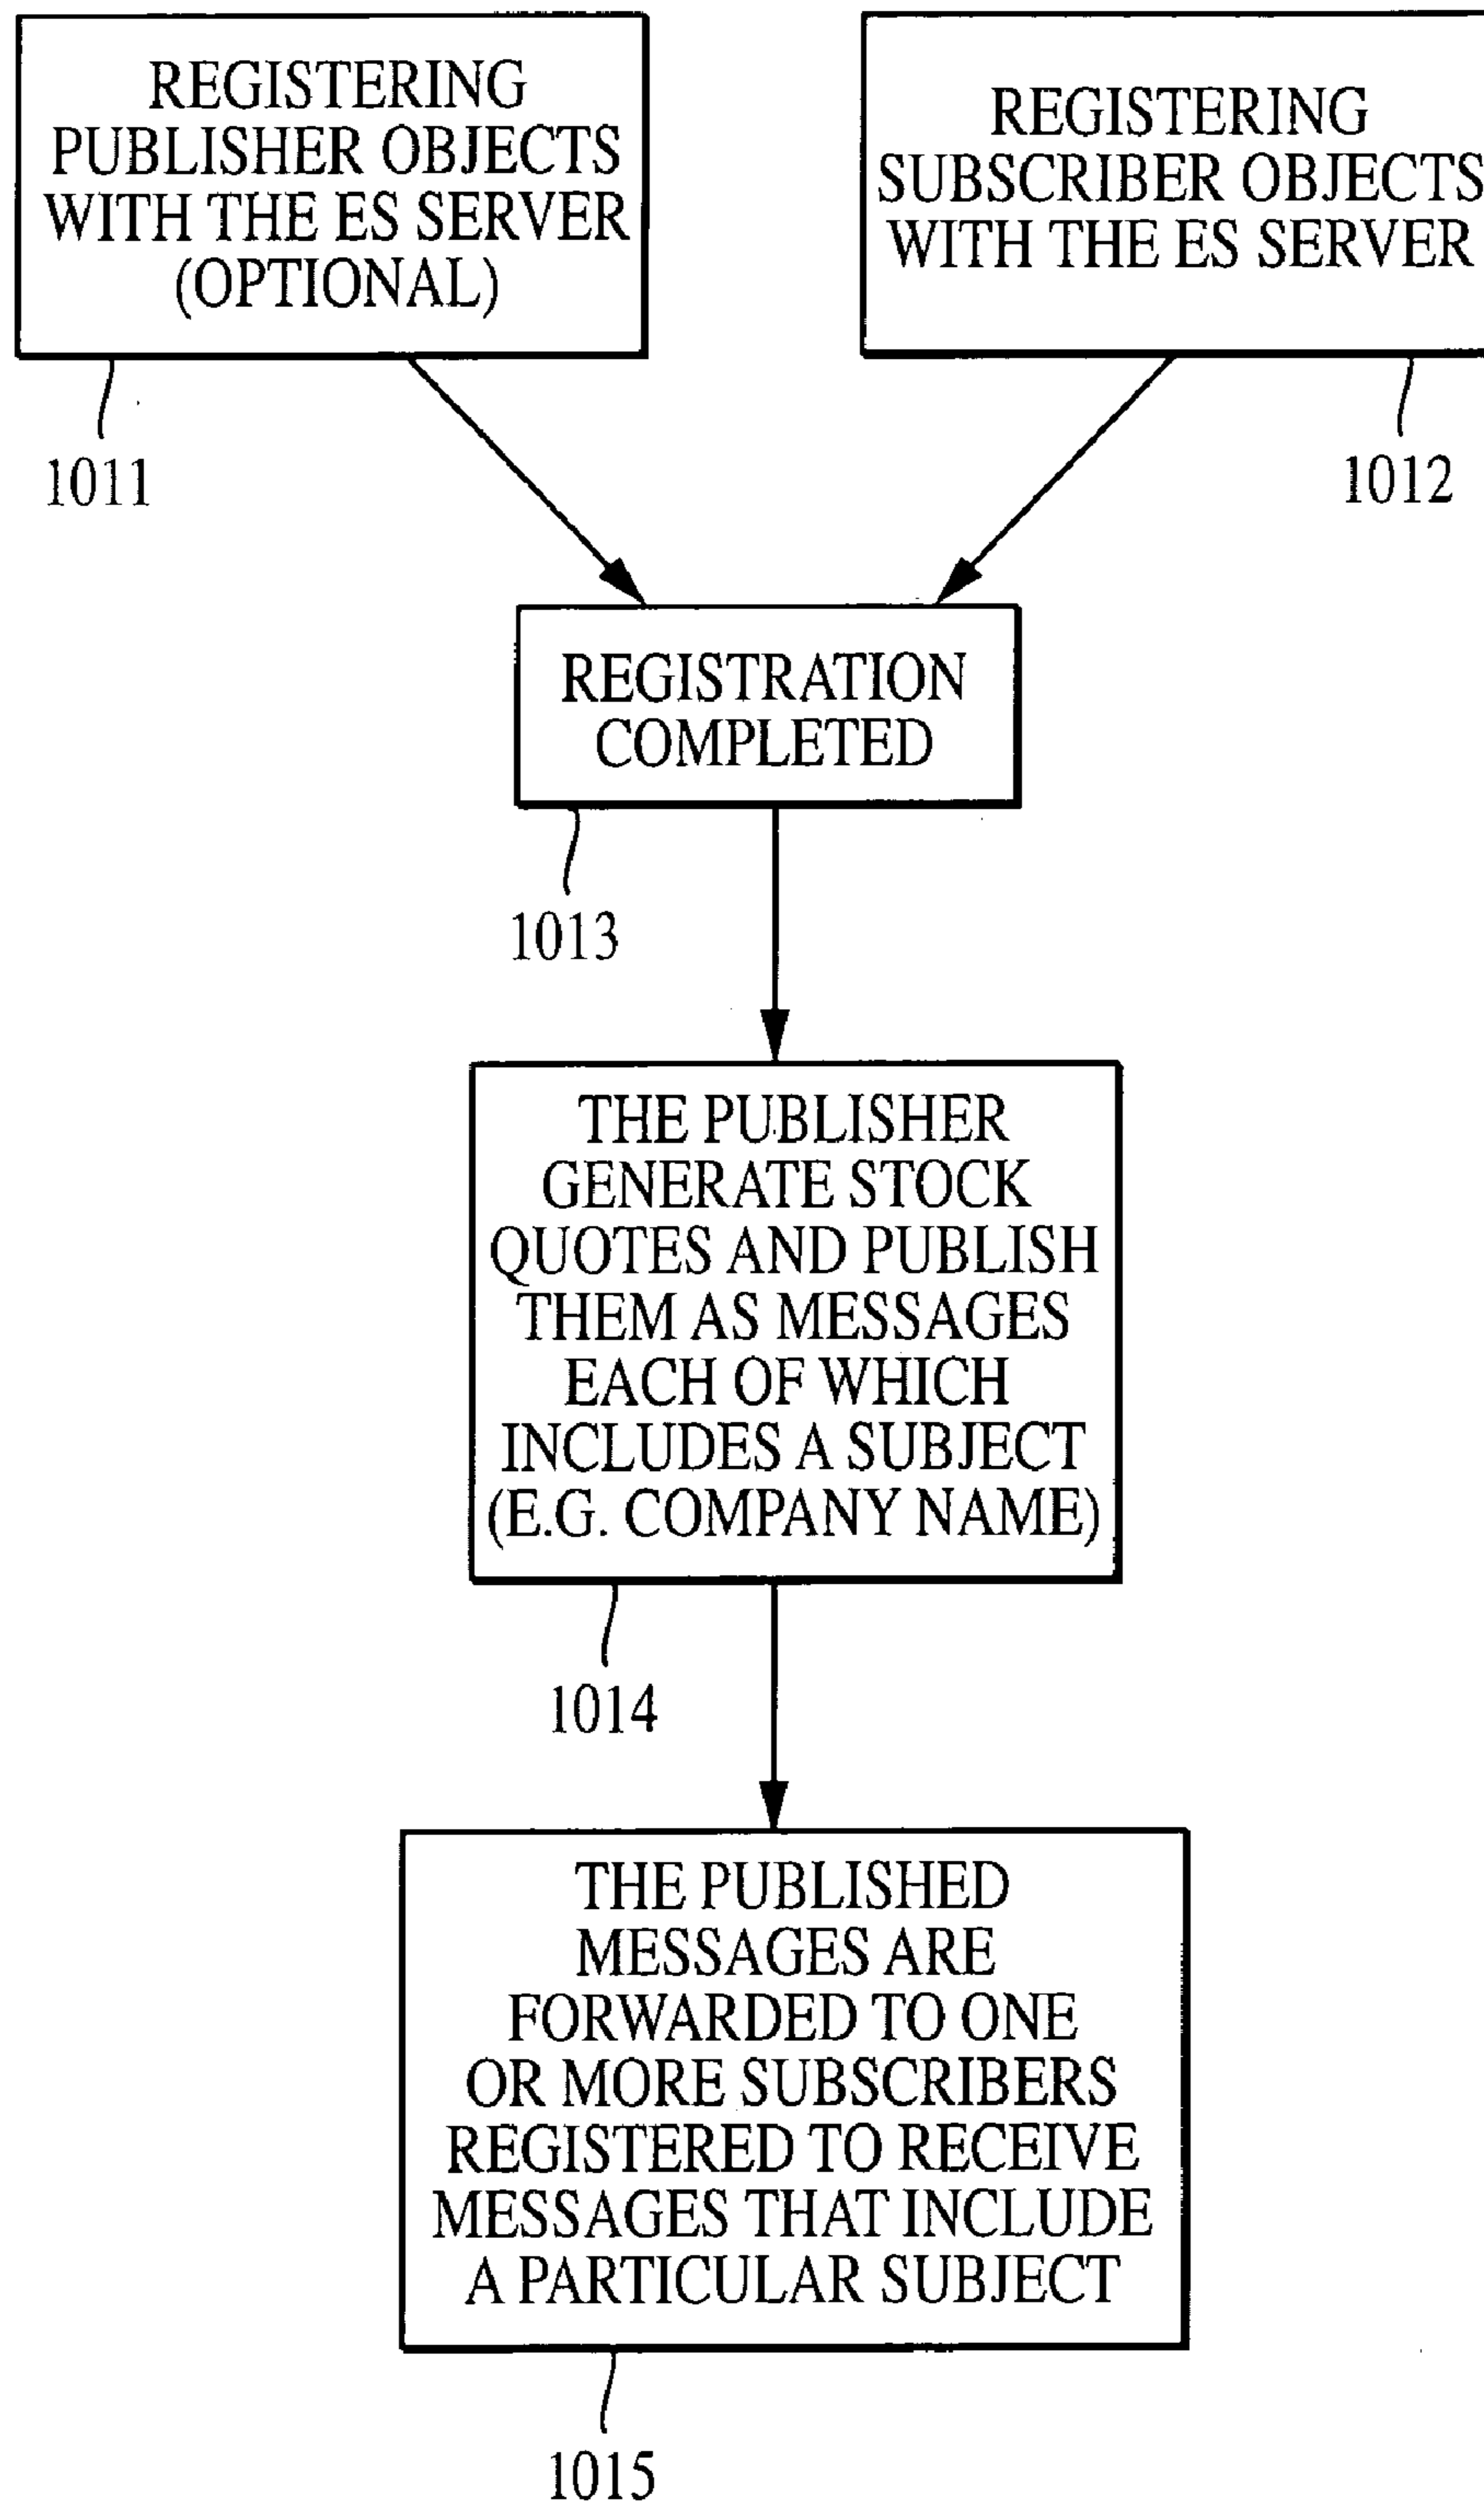 REGISTERING
PUBLISHER OBJECTS
WITH THE ES SERVER
(OPTIONAL)
1011
REGISTERING
SUBSCRIBER OBJECTS
WITH THE ES SERVER
1012
REGISTRATION
COMPLETED
1013
THE PUBLISHER
GENERATE STOCK
QUOTES AND PUBLISH
THEM AS MESSAGES
EACH OF WHICH
INCLUDES A SUBJECT
(E.G. COMPANY NAME)
1014
THE PUBLISHED
MESSAGES ARE
FORWARDED TO ONE
OR MORE SUBSCRIBERS
REGISTERED TO RECEIVE
MESSAGES THAT INCLUDE
A PARTICULAR SUBJECT
1015